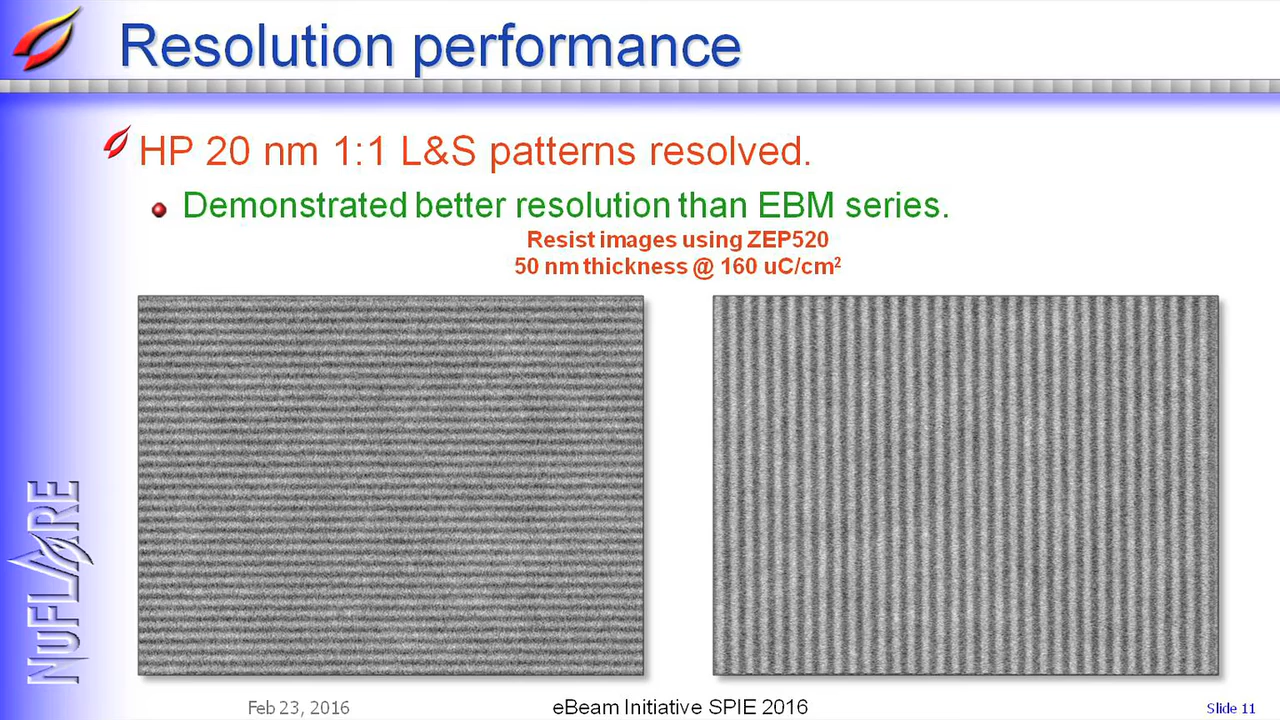 Resolution performance
HP 20 nm 1:1 L&S patterns resolved.
Demonstrated better resolution than EBM series.
Resist images using ZEP520
50 nm thickness @ 160 uC/cm²
NUFLARE
Feb 23, 2016
eBeam Initiative SPIE 2016
Slide 11